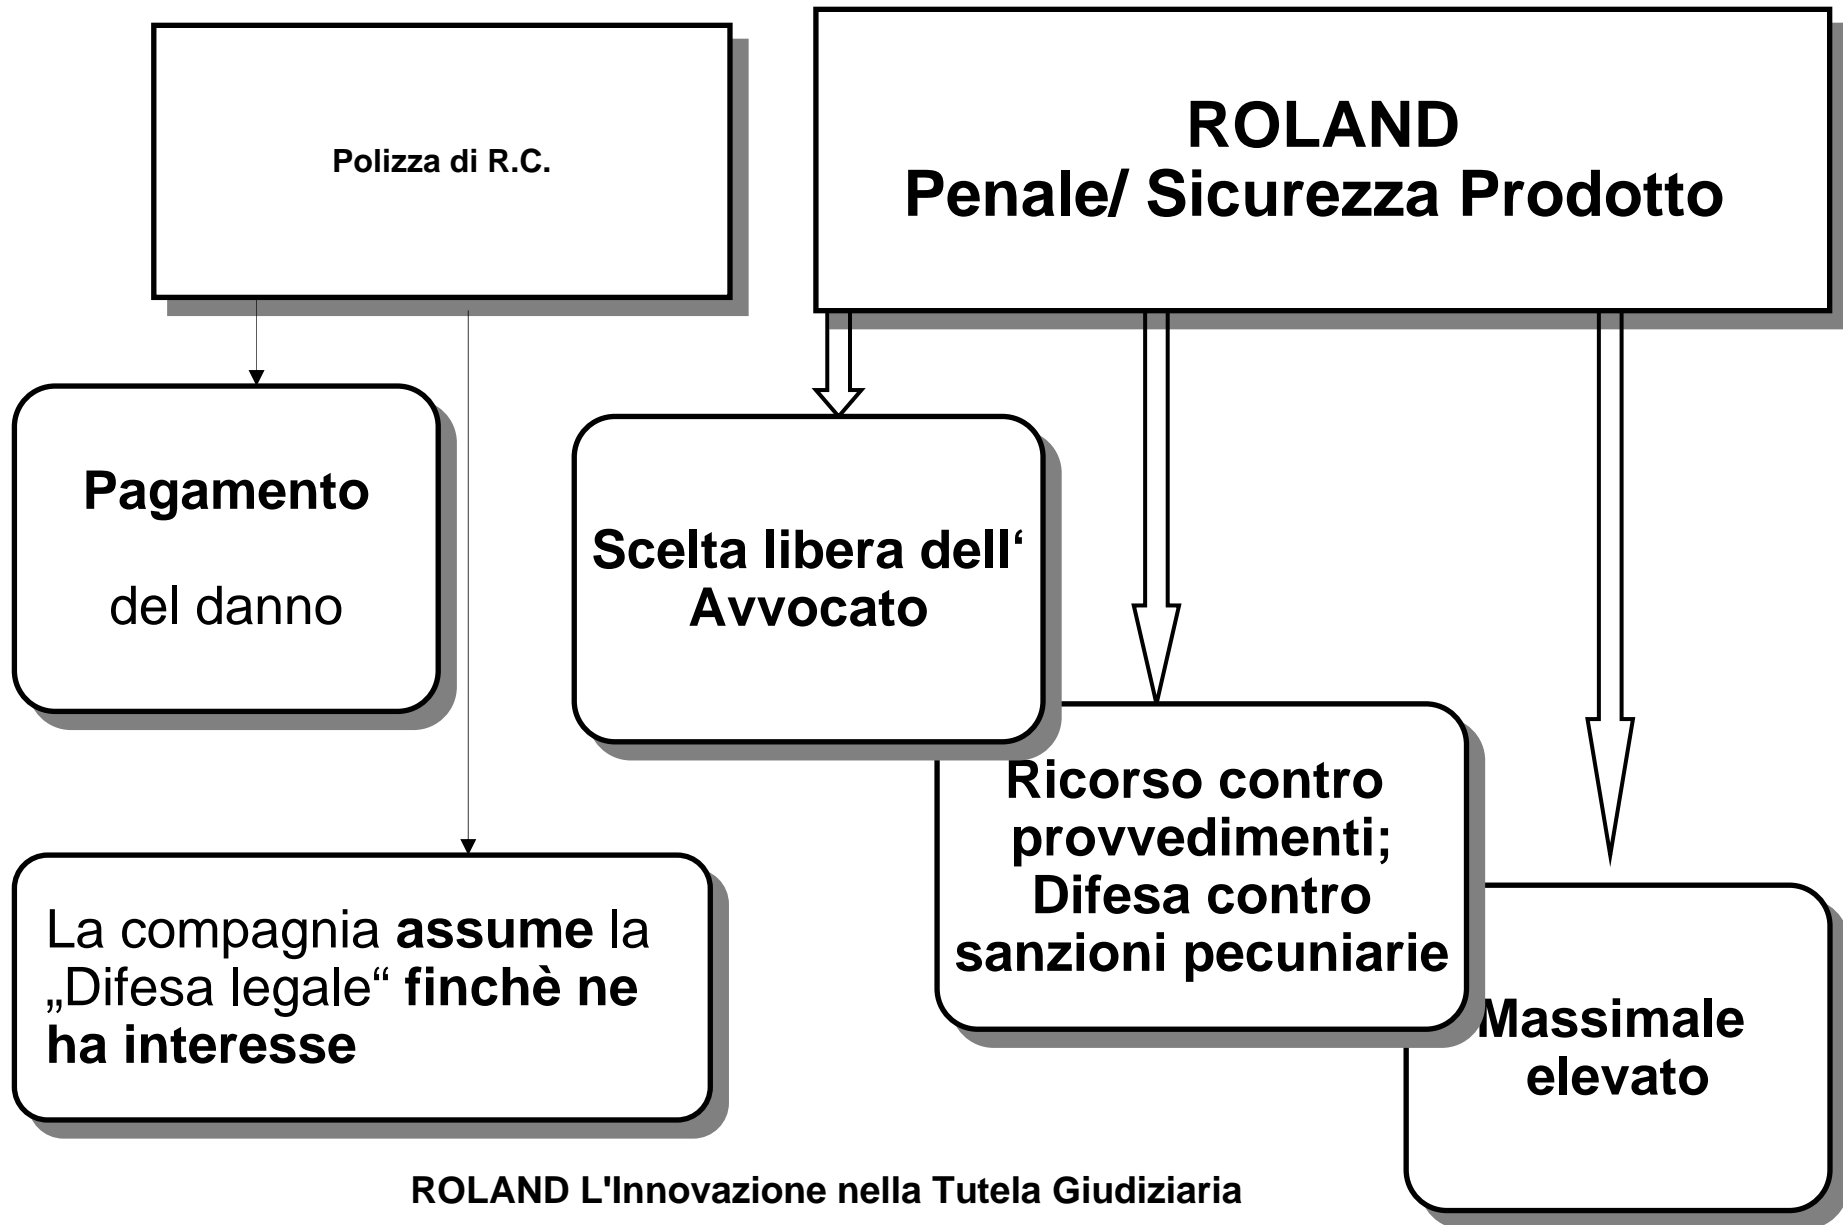 Polizza di R.C.
ROLAND
Penale/ Sicurezza Prodotto
Pagamento
del danno
Scelta libera dell‘
Avvocato
Ricorso contro
provvedimenti;
Difesa contro
sanzioni pecuniarie
La compagnia assume la
„Difesa legale“ finchè ne
ha interesse
Massimale
elevato
ROLAND L'Innovazione nella Tutela Giudiziaria